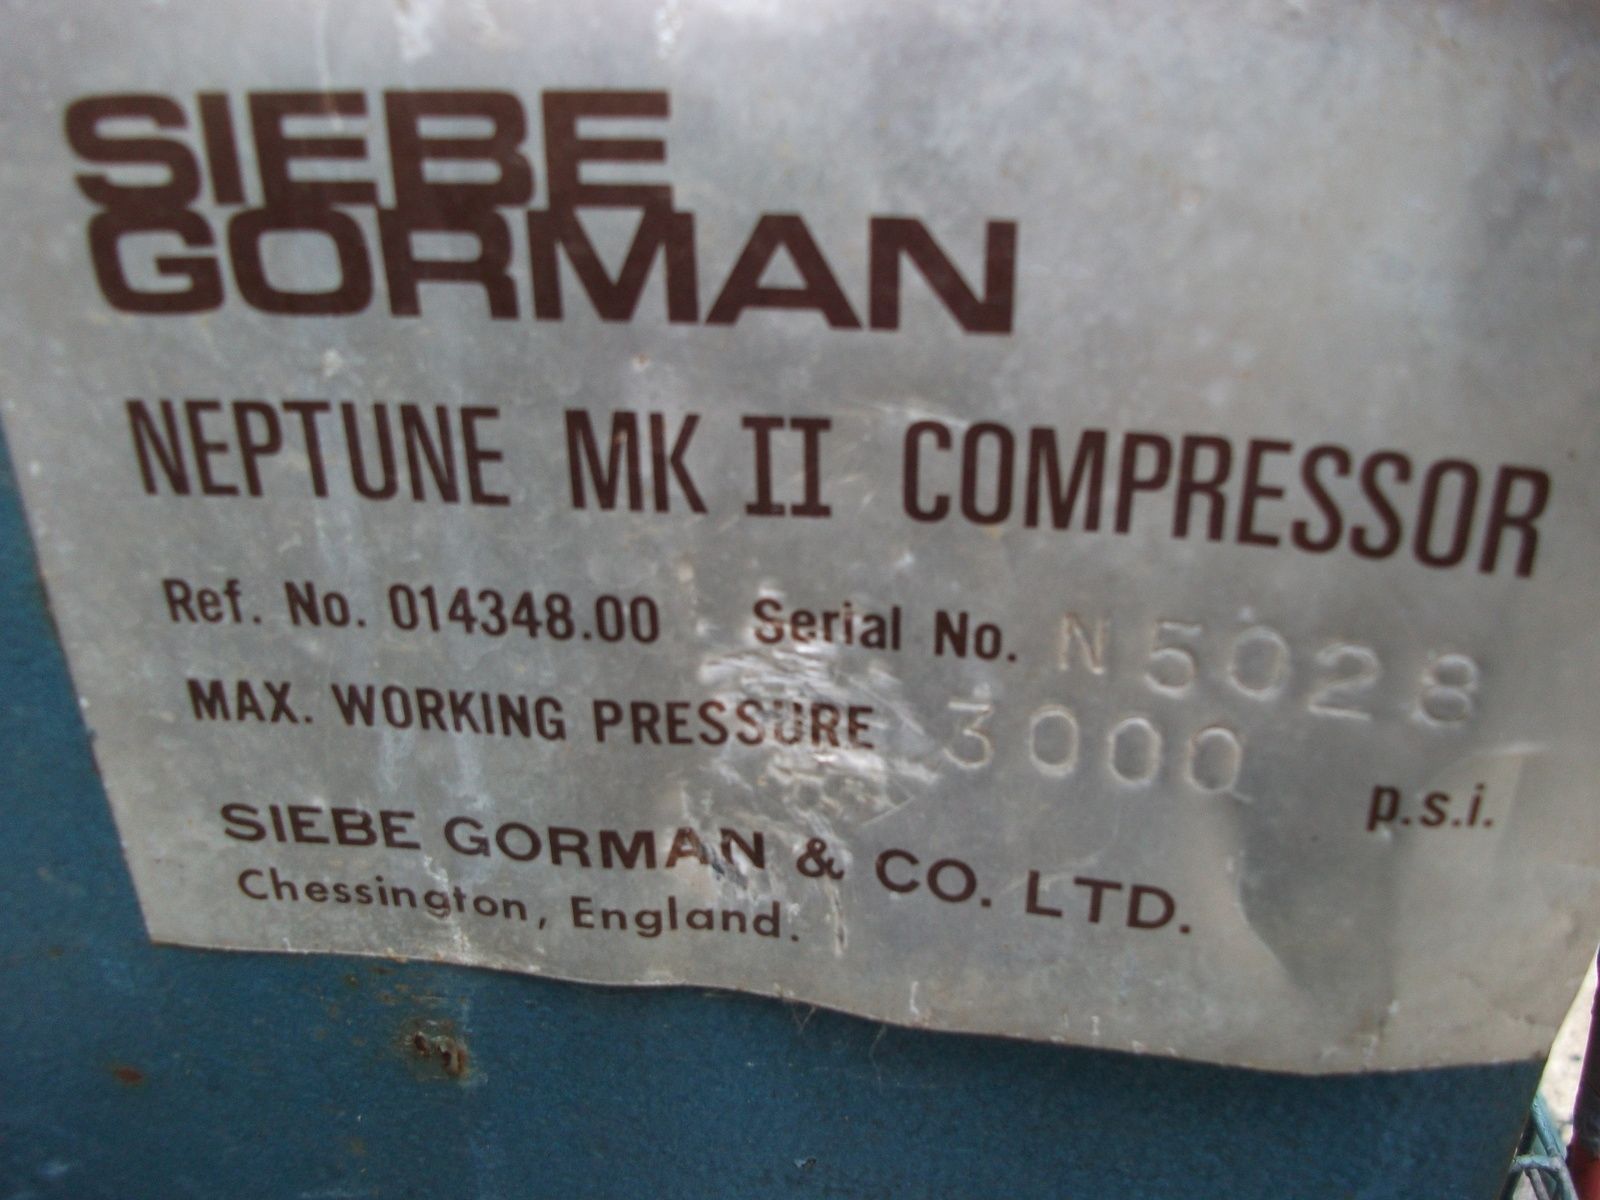 SIEBE
GORMAN
NEPTUNE MK II COMPRESSOR
Ref. No. 014348.00 Serial No. N 5028
MAX. WORKING PRESSURE 3000 p.s.i.
SIEBE GORMAN & CO. LTD.
Chessington, England.